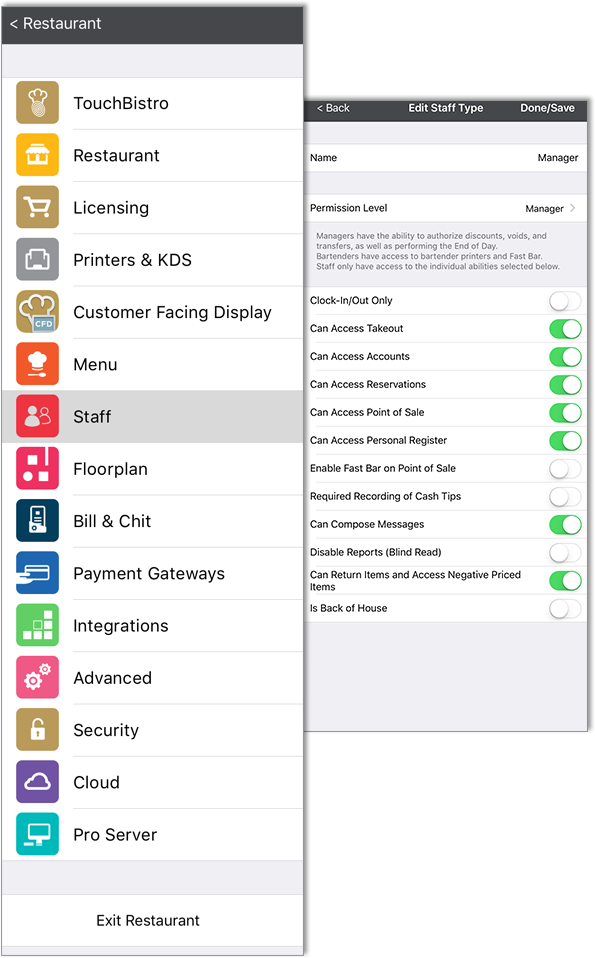 < Restaurant
TouchBistro
Restaurant
Licensing
Printers & KDS
CFD
Customer Facing Display
Menu
Staff
Floorplan
Bill & Chit
Payment Gateways
Integrations
Advanced
Security
Cloud
Pro Server
Exit Restaurant
< Back Edit Staff Type Done/Save
Name Manager
Permission Level Manager >
Managers have the ability to authorize discounts, voids, and
transfers, as well as performing the End of Day.
Bartenders have access to bartender printers and Fast Bar.
Staff only have access to the individual abilities selected below.
Clock-In/Out Only
Can Access Takeout
Can Access Accounts
Can Access Reservations
Can Access Point of Sale
Can Access Personal Register
Enable Fast Bar on Point of Sale
Required Recording of Cash Tips
Can Compose Messages
Disable Reports (Blind Read)
Can Return Items and Access Negative Priced
Items
Is Back of House